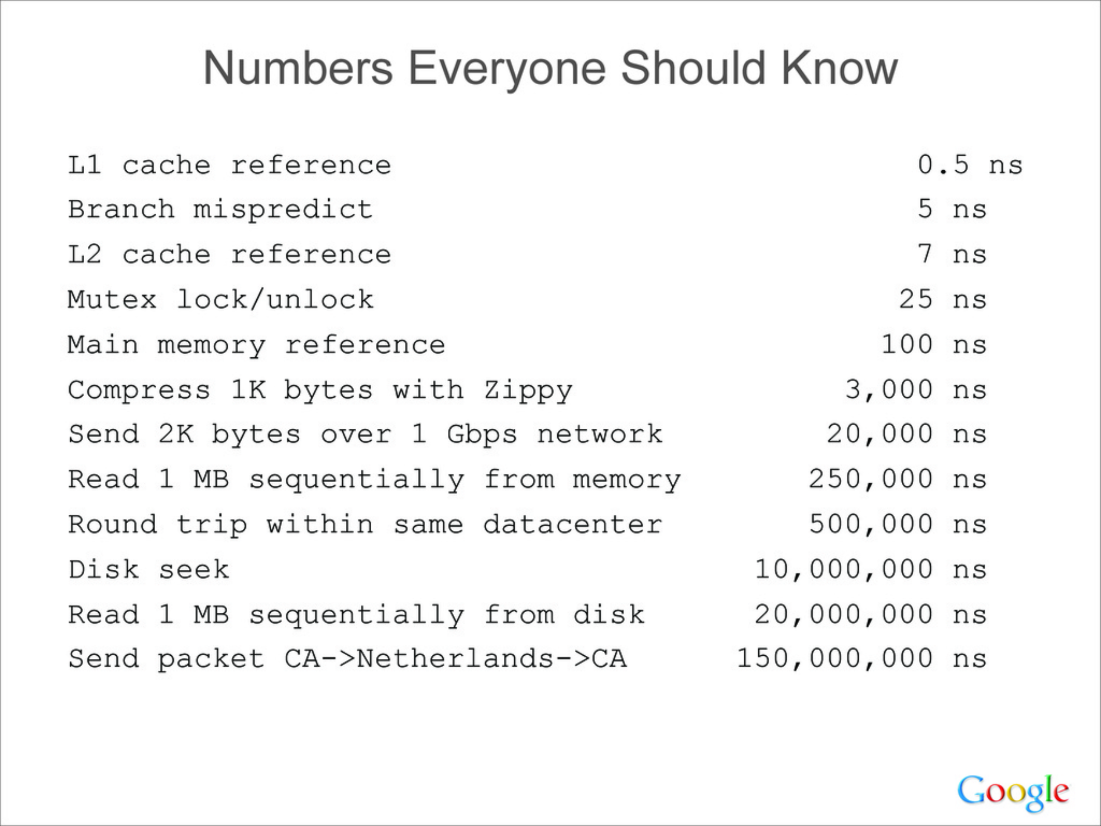 Numbers Everyone Should Know
L1 cache reference 0.5 ns
Branch mispredict 5 ns
L2 cache reference 7 ns
Mutex lock/unlock 25 ns
Main memory reference 100 ns
Compress 1K bytes with Zippy 3,000 ns
Send 2K bytes over 1 Gbps network 20,000 ns
Read 1 MB sequentially from memory 250,000 ns
Round trip within same datacenter 500,000 ns
Disk seek 10,000,000 ns
Read 1 MB sequentially from disk 20,000,000 ns
Send packet CA->Netherlands->CA 150,000,000 ns
Google